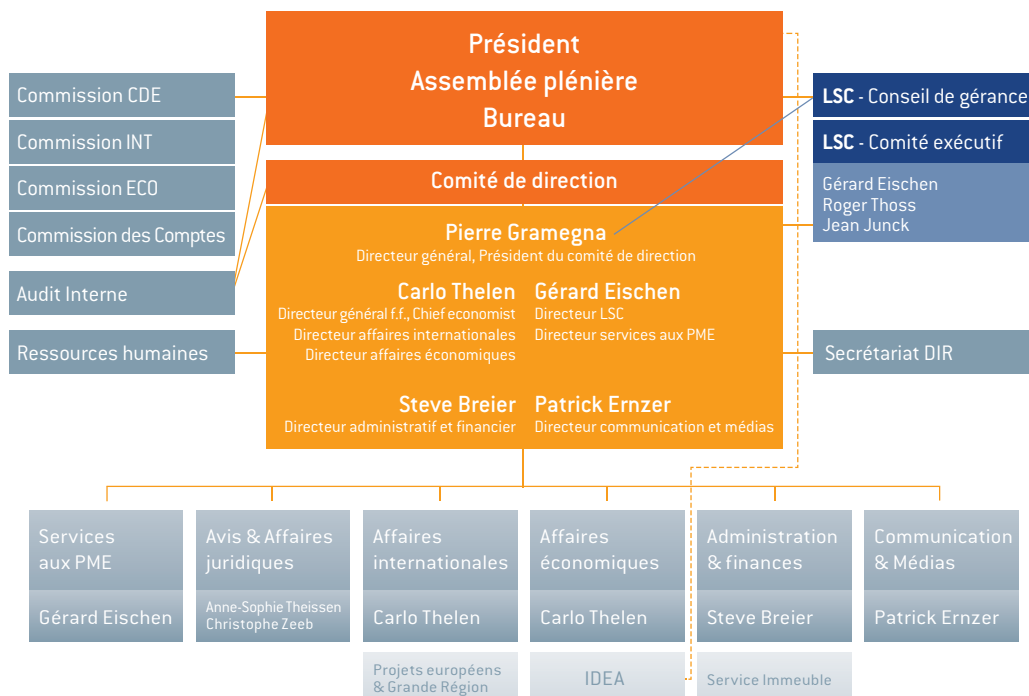 Président
Assemblée plénière
Bureau
Commission CDE
Commission INT
Commission ECO
Commission des Comptes
Audit Interne
Ressources humaines
LSC - Conseil de gérance
LSC - Comité exécutif
Gérard Eischen
Roger Thoss
Jean Junck
Secrétariat DIR
Comité de direction
Pierre Gramegna
Directeur général, Président du comité de direction
Carlo Thelen
Directeur général f.f., Chief economist
Directeur affaires internationales
Directeur affaires économiques
Gérard Eischen
Directeur LSC
Directeur services aux PME
Steve Breier
Directeur administratif et financier
Patrick Ernzer
Directeur communication et médias
Services
aux PME
Gérard Eischen
Avis & Affaires
juridiques
Anne-Sophie Theissen
Christophe Zeeb
Affaires
internationales
Carlo Thelen
Projets européens
& Grande Région
Affaires
économiques
Carlo Thelen
IDEA
Administration
& finances
Steve Breier
Service Immeuble
Communication
& Médias
Patrick Ernzer